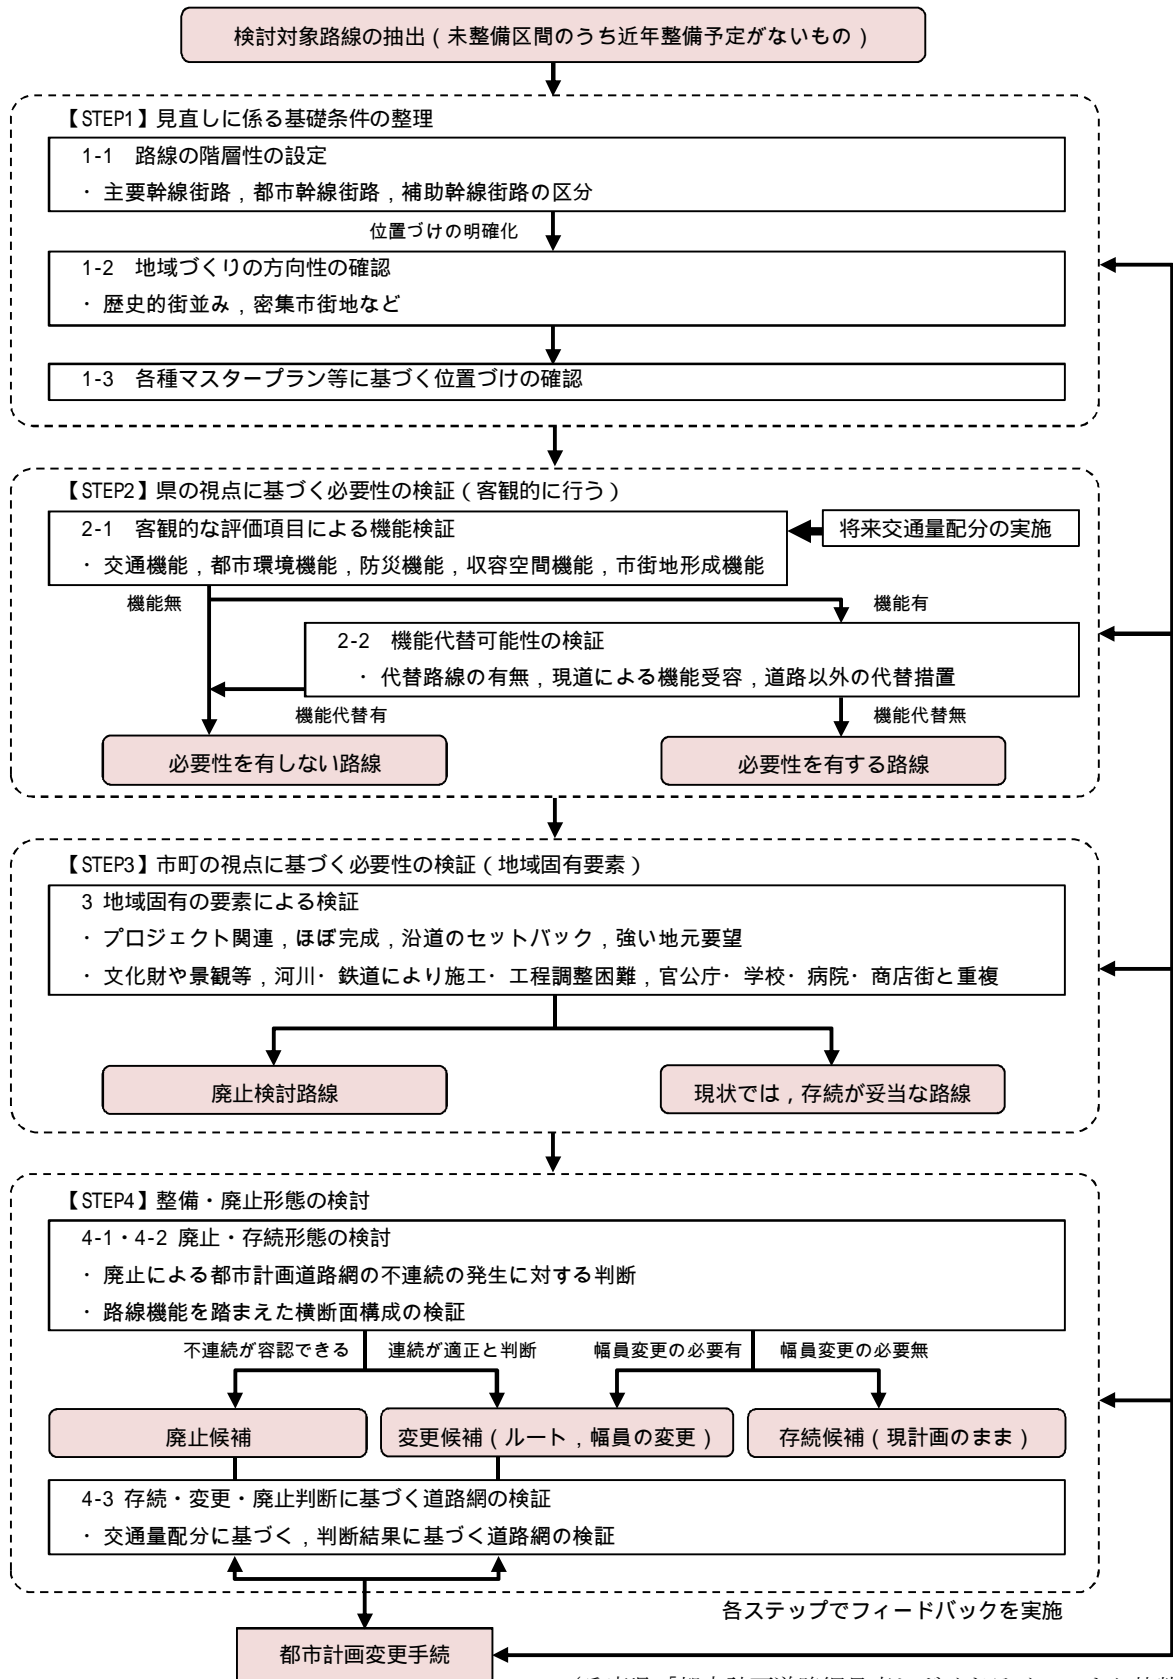 検討対象路線の抽出(未整備区間のうち近年整備予定がないもの)
【STEP1】見直しに係る基礎条件の整理
1-1 路線の階層性の設定
・主要幹線街路,都市幹線街路,補助幹線街路の区分
位置づけの明確化
1-2 地域づくりの方向性の確認
・歴史的街並み,密集市街地など
1-3 各種マスタープラン等に基づく位置づけの確認
【STEP2】県の視点に基づく必要性の検証(客観的に行う)
2-1 客観的な評価項目による機能検証
・交通機能,都市環境機能,防災機能,収容空間機能,市街地形成機能
将来交通量配分の実施
機能無
機能有
2-2 機能代替可能性の検証
・代替路線の有無,現道による機能受容,道路以外の代替措置
機能代替有
機能代替無
必要性を有しない路線
必要性を有する路線
【STEP3】市町の視点に基づく必要性の検証(地域固有要素)
3 地域固有の要素による検証
・プロジェクト関連,ほぼ完成,沿道のセットバック,強い地元要望
・文化財や景観等,河川・鉄道により施工・工程調整困難,官公庁・学校・病院・商店街と重複
廃止検討路線
現状では,存続が妥当な路線
【STEP4】整備・廃止形態の検討
4-1・4-2 廃止・存続形態の検討
・廃止による都市計画道路網の不連続の発生に対する判断
・路線機能を踏まえた横断面構成の検証
不連続が容認できる
連続が適正と判断
幅員変更の必要有
幅員変更の必要無
廃止候補
変更候補(ルート,幅員の変更)
存続候補(現計画のまま)
4-3 存続・変更・廃止判断に基づく道路網の検証
・交通量配分に基づく,判断結果に基づく道路網の検証
各ステップでフィードバックを実施
都市計画変更手続